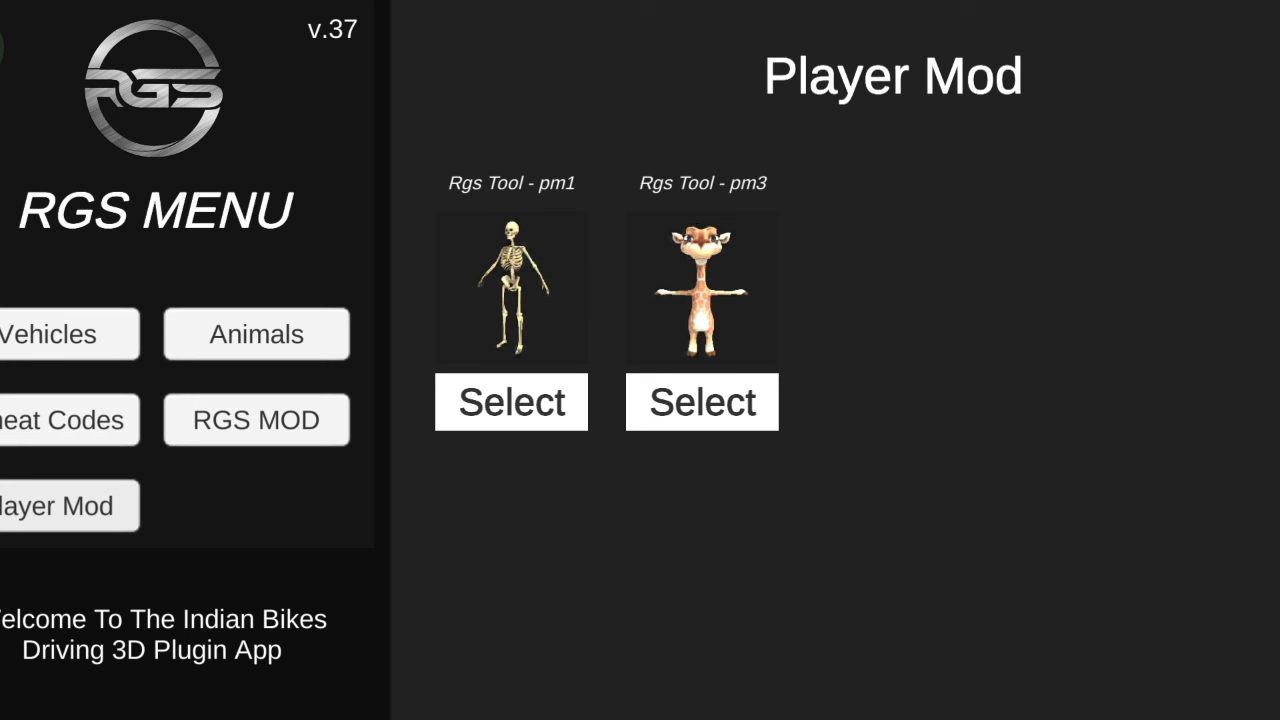 v.37
RGS
RGS MENU
Vehicles
Animals
heat Codes
RGS MOD
layer Mod
elcome To The Indian Bikes
Driving 3D Plugin App
Player Mod
Rgs Tool - pm1
Rgs Tool - pm3
Select
Select